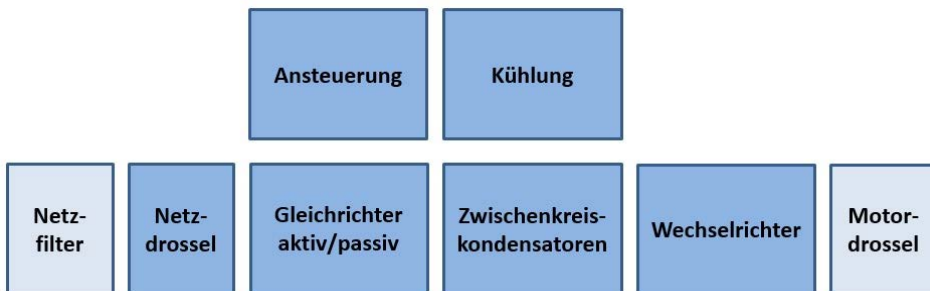 Ansteuerung
Kühlung
Netz-
filter
Netz-
drossel
Gleichrichter
aktiv/passiv
Zwischenkreis-
kondensatoren
Wechselrichter
Motor-
drossel